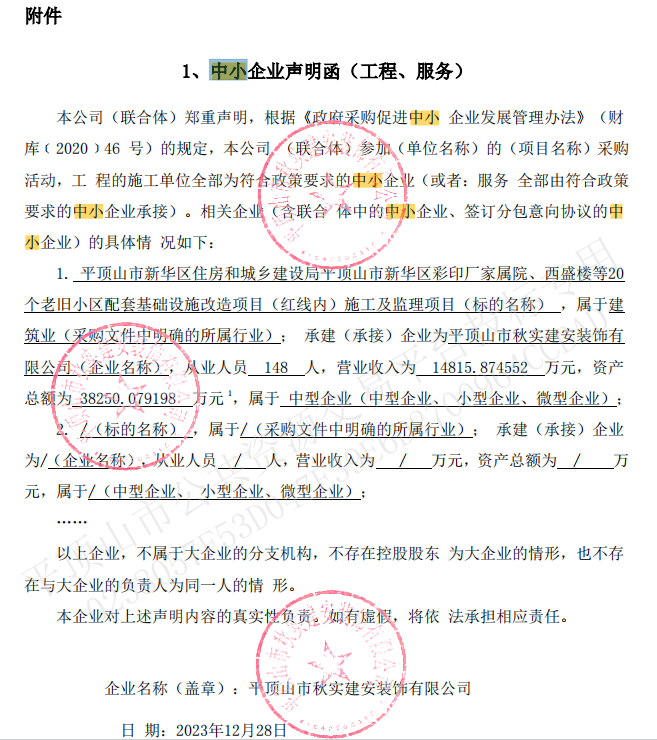 附件
1、中小企业声明函（工程、服务）
本公司（联合体）郑重声明，根据《政府采购促进中小 企业发展管理办法》（财
库﹝2020﹞46 号）的规定，本公司 （联合体）参加（单位名称）的（项目名称）采购
活动，工 程的施工单位全部为符合政策要求的中小企业（或者：服务 全部由符合政策
要求的中小企业承接）。相关企业（含联合 体中的中小企业、签订分包意向协议的中
小企业）的具体情 况如下：
1. 平顶山市新华区住房和城乡建设局平顶山市新华区彩印厂家属院、西盛楼等20
个老旧小区配套基础设施改造项目（红线内）施工及监理项目（标的名称），属于建
筑业（采购文件中明确的所属行业）； 承建（承接）企业为平顶山市秋实建安装饰有
限公司（企业名称），从业人员 148 人，营业收入为 14815.874552 万元，资产
总额为 38250.079198 万元¹，属于 中型企业（中型企业、 小型企业、微型企业）；
2. /（标的名称），属于/（采购文件中明确的所属行业）； 承建（承接）企业
为/（企业名称），从业人员 / 人，营业收入为 / 万元，资产总额为 / 万
元，属于/（中型企业、 小型企业、微型企业）；
……
以上企业，不属于大企业的分支机构，不存在控股股东 为大企业的情形，也不存
在与大企业的负责人为同一人的情 形。
本企业对上述声明内容的真实性负责。如有虚假，将依 法承担相应责任。
企业名称（盖章）：平顶山市秋实建安装饰有限公司
日 期：2023年12月28日